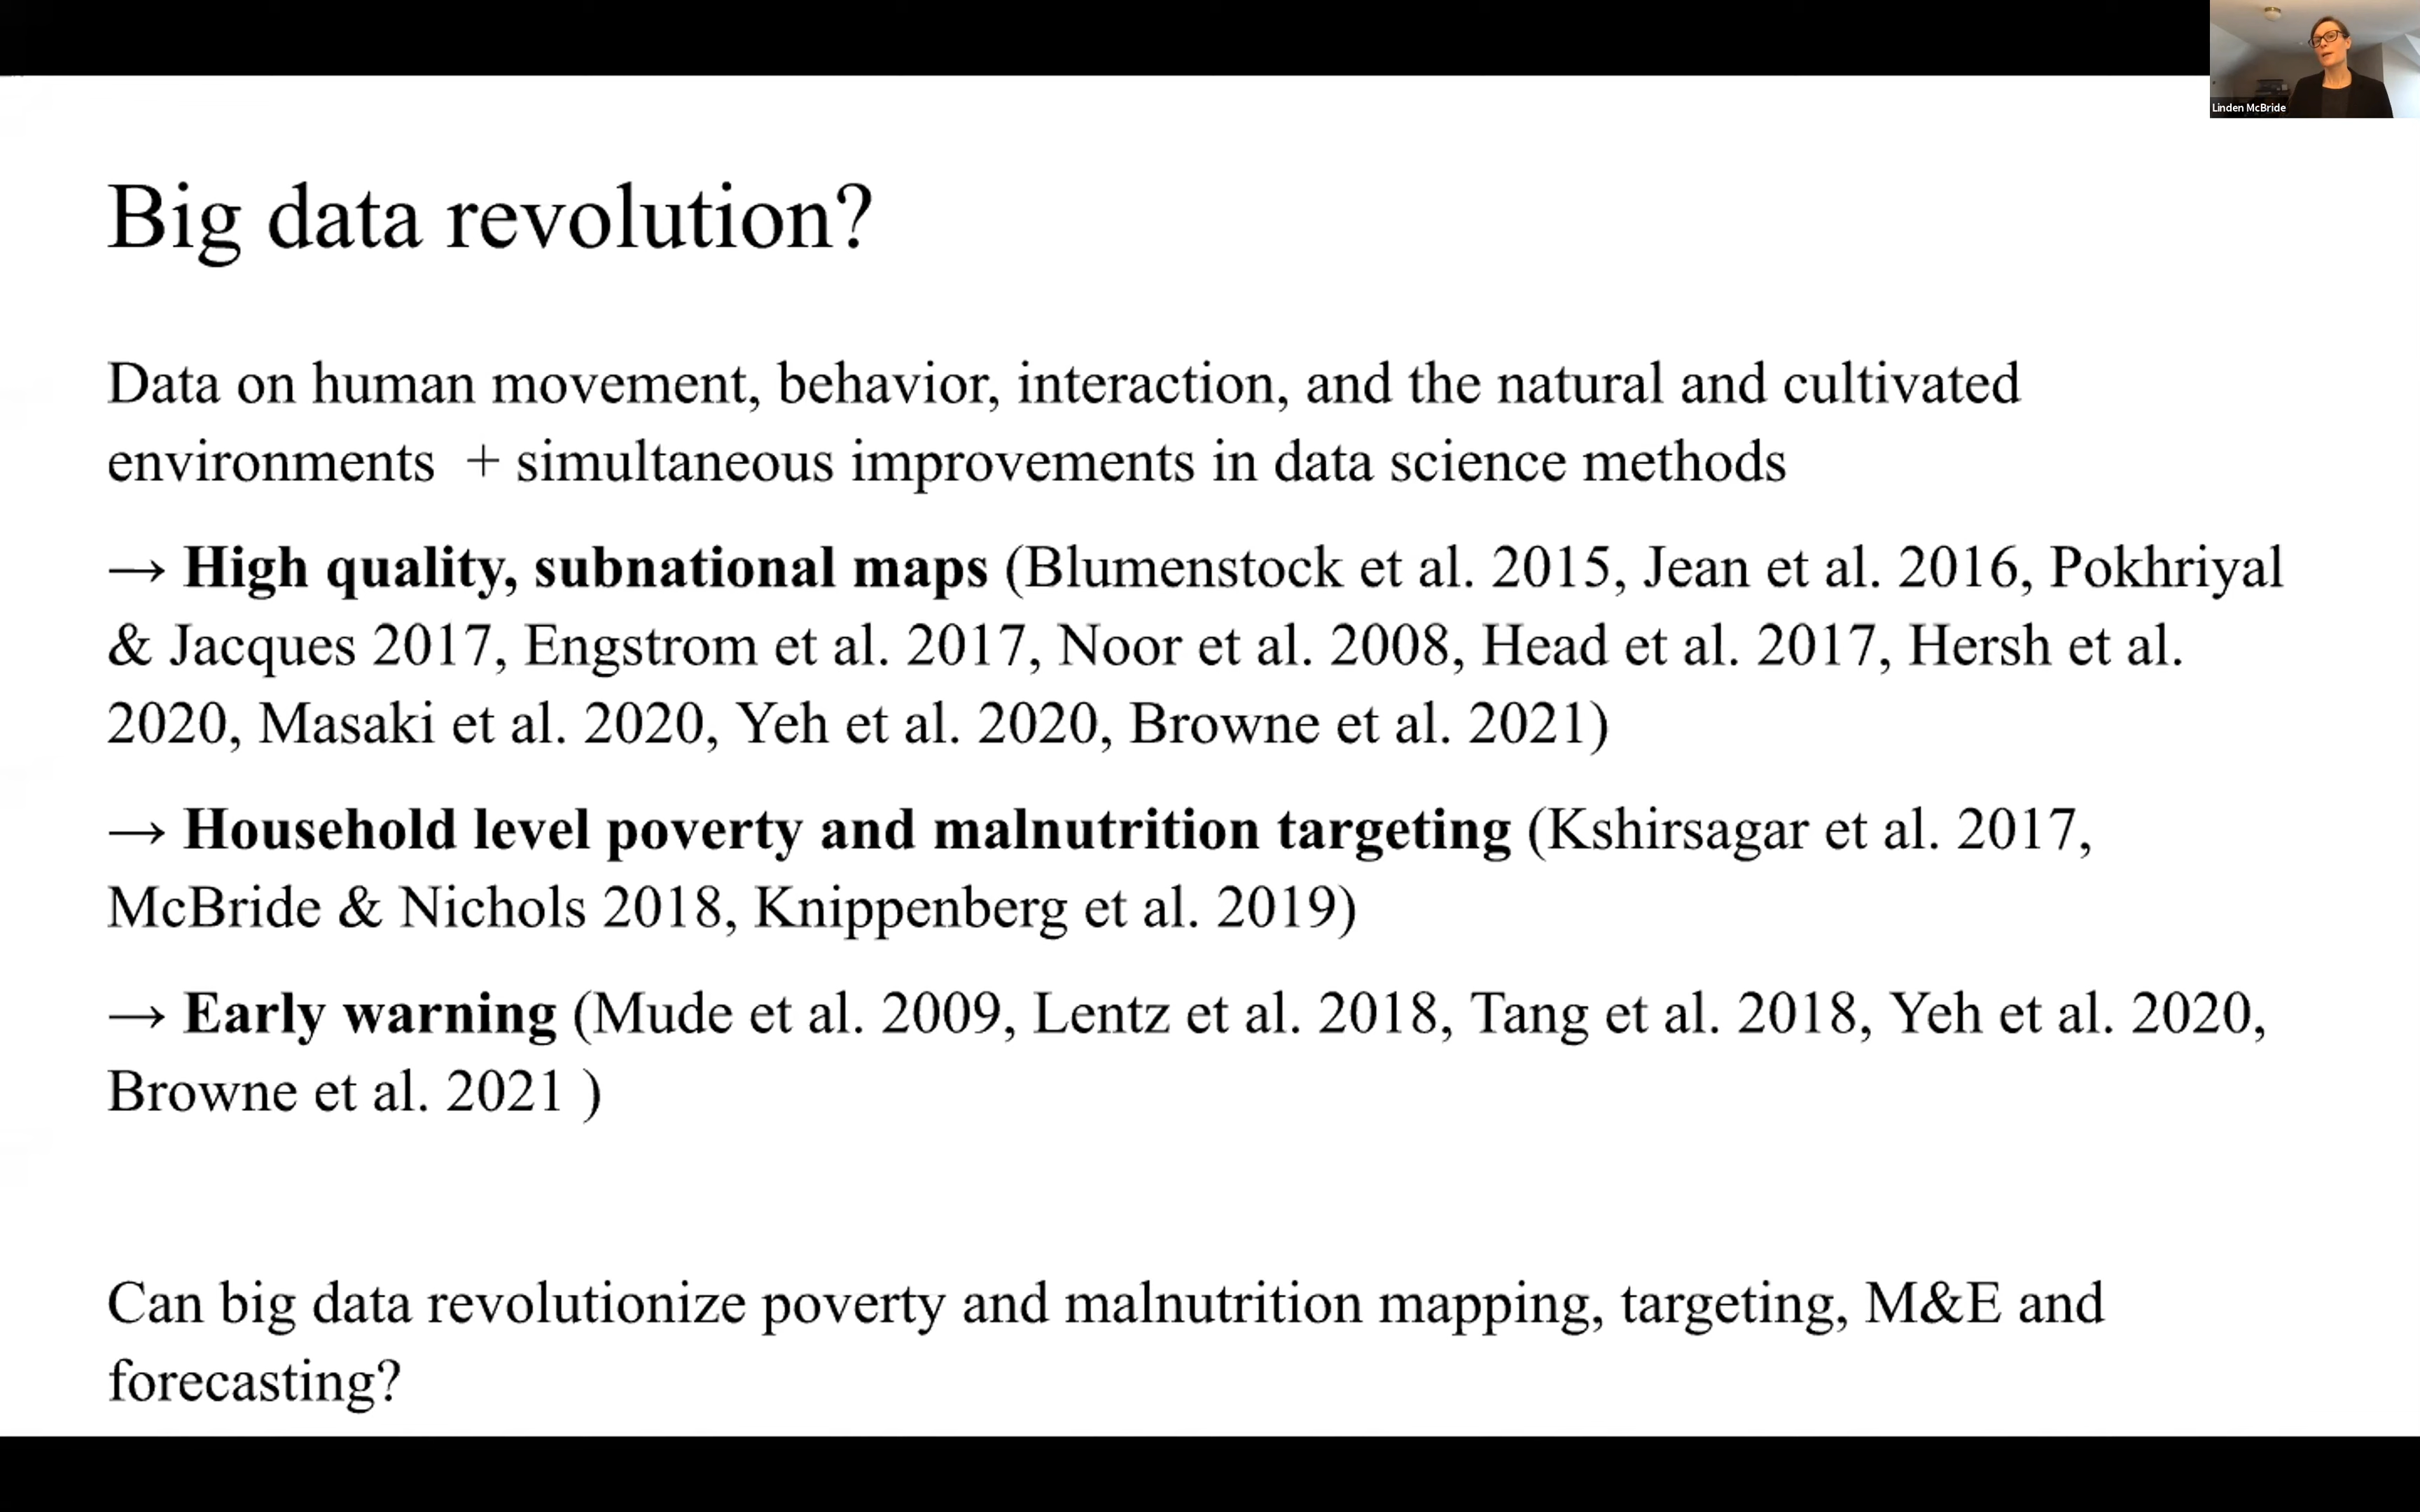 Linden McBride
Big data revolution?
Data on human movement, behavior, interaction, and the natural and cultivated
environments + simultaneous improvements in data science methods
→ High quality, subnational maps (Blumenstock et al. 2015, Jean et al. 2016, Pokhriyal
& Jacques 2017, Engstrom et al. 2017, Noor et al. 2008, Head et al. 2017, Hersh et al.
2020, Masaki et al. 2020, Yeh et al. 2020, Browne et al. 2021)
→ Household level poverty and malnutrition targeting (Kshirsagar et al. 2017,
McBride & Nichols 2018, Knippenberg et al. 2019)
→ Early warning (Mude et al. 2009, Lentz et al. 2018, Tang et al. 2018, Yeh et al. 2020,
Browne et al. 2021 )
Can big data revolutionize poverty and malnutrition mapping, targeting, M&E and
forecasting?